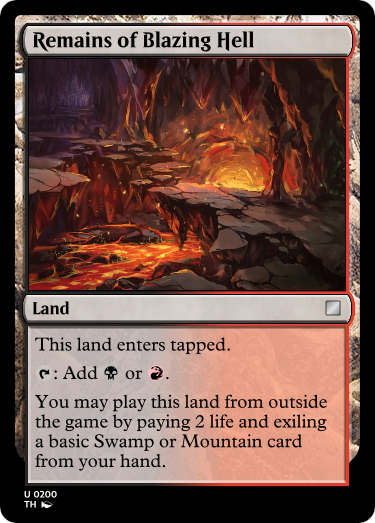 Remains of Blazing Hell
Land
This land enters tapped.
: Add or .
You may play this land from outside
the game by paying 2 life and exiling
a basic Swamp or Mountain card
from your hand.
U 0200
TH